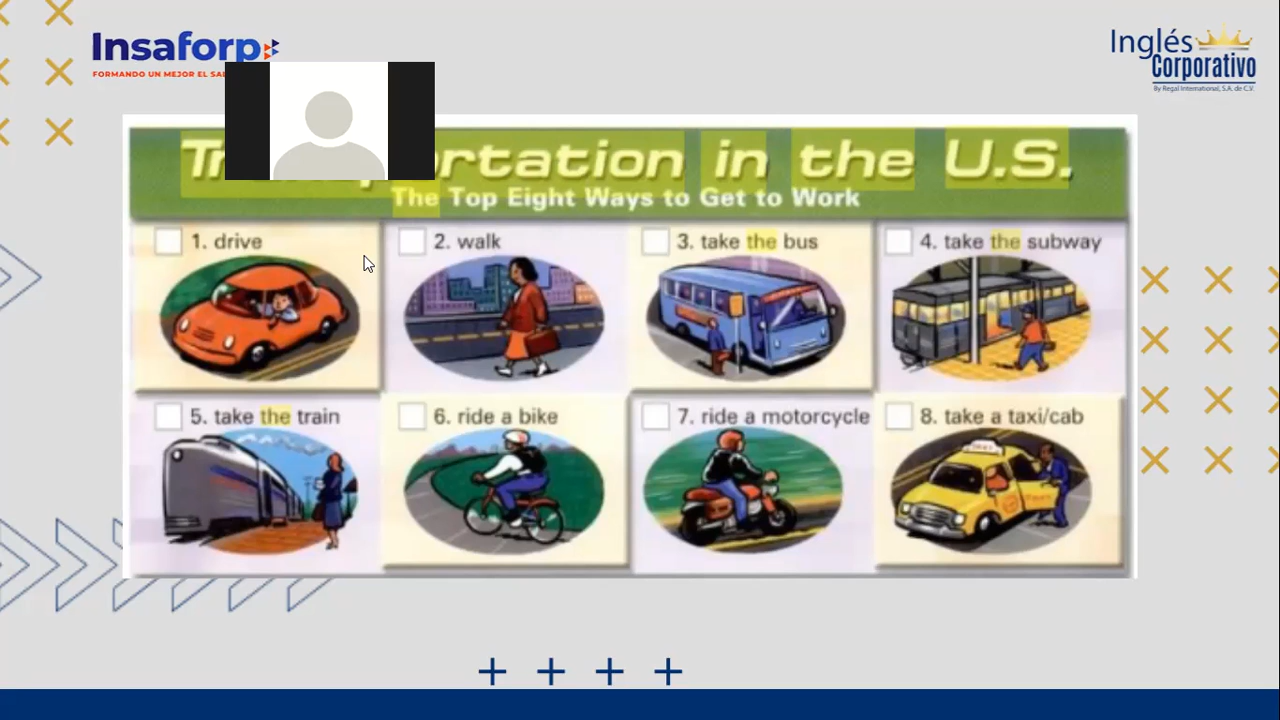 Insaforp
FORMANDO UN MEJOR EL
Inglés
Corporativo
By Regal International, S.A. de C.V.
in the U.S.
The Top Eight Ways to Get to Work
1. drive
2. walk
3. take the bus
4. take the subway
5. take the train
6. ride a bike
7. ride a motorcycle
8. take a taxi/cab